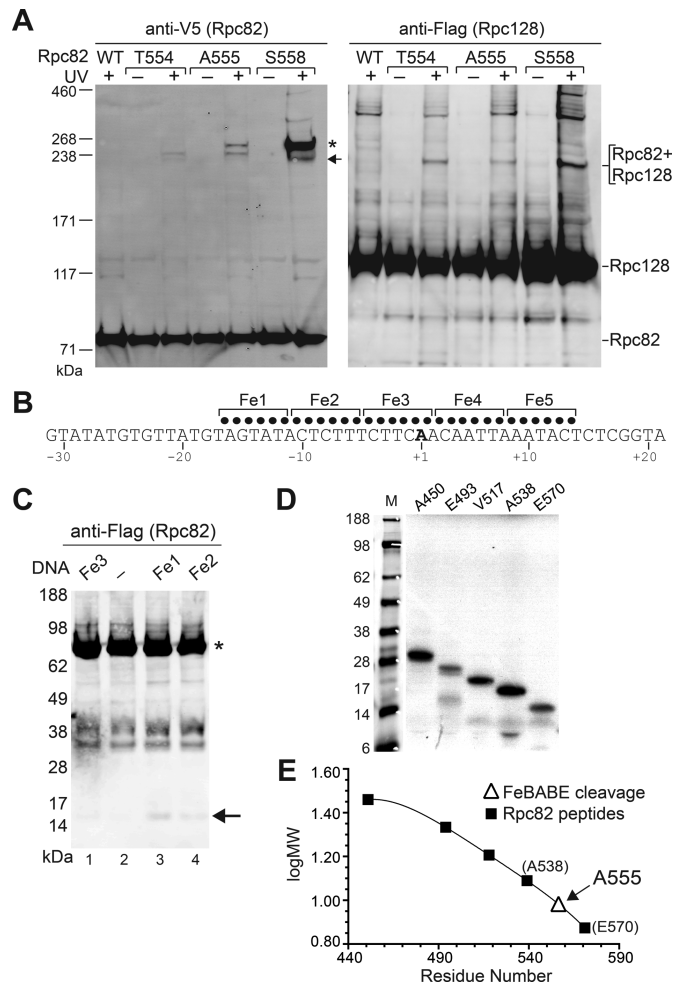 A
anti-V5 (Rpc82) anti-Flag (Rpc128)
Rpc82 WT T554 A555 S558 WT T554 A555 S558
UV + − + − + − + + − + − + − +
460
268
238
171
117
71
kDa
*
Rpc82+
Rpc128
Rpc128
Rpc82
B
Fe1 Fe2 Fe3 Fe4 Fe5
GTATATGTGTTATGTAGTATACTCTTTCTTCAACAATTAAATACTCTCGGTA
−30 −20 −10 +1 +10 +20
C
anti-Flag (Rpc82)
DNA Fe3 − Fe1 Fe2
188
98
62
49
38
28
17
14
kDa 1 2 3 4
*
D
M A450 E493 V517 A538 E570
188
98
62
49
38
28
17
14
6
E
1.60
1.40
1.20
1.00
0.80
logMW
FeBABE cleavage
Rpc82 peptides
(A538)
A555
(E570)
440 490 540 590
Residue Number